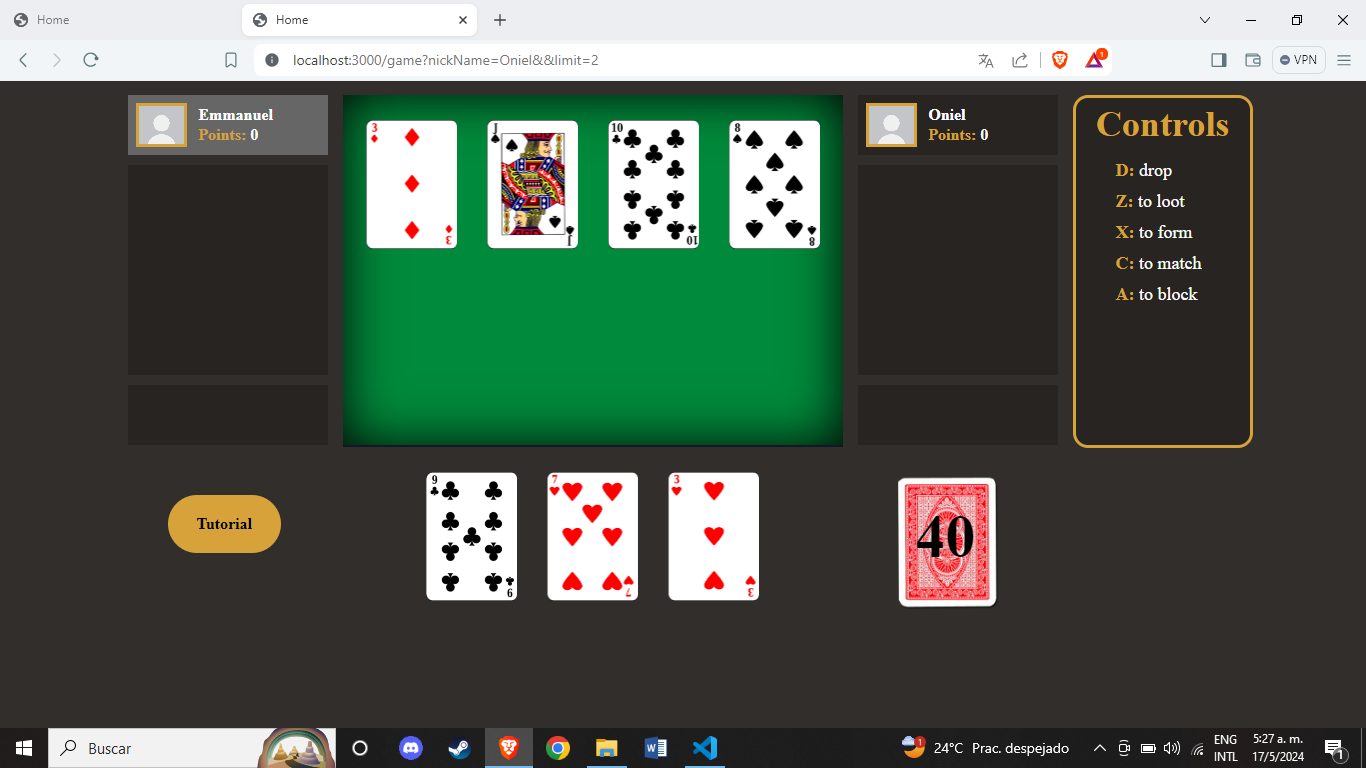 Home
Home
localhost:3000/game?nickName=Oniel&&limit=2
1
VPN
Emmanuel
Points: 0
3
3
J
J
10
10
8
8
Oniel
Points: 0
Controls
D: drop
Z: to loot
X: to form
C: to match
A: to block
Tutorial
9
9
7
7
3
3
40
Buscar
1
24°C Prac. despejado
ENG
INTL
5:27 a. m.
17/5/2024
1